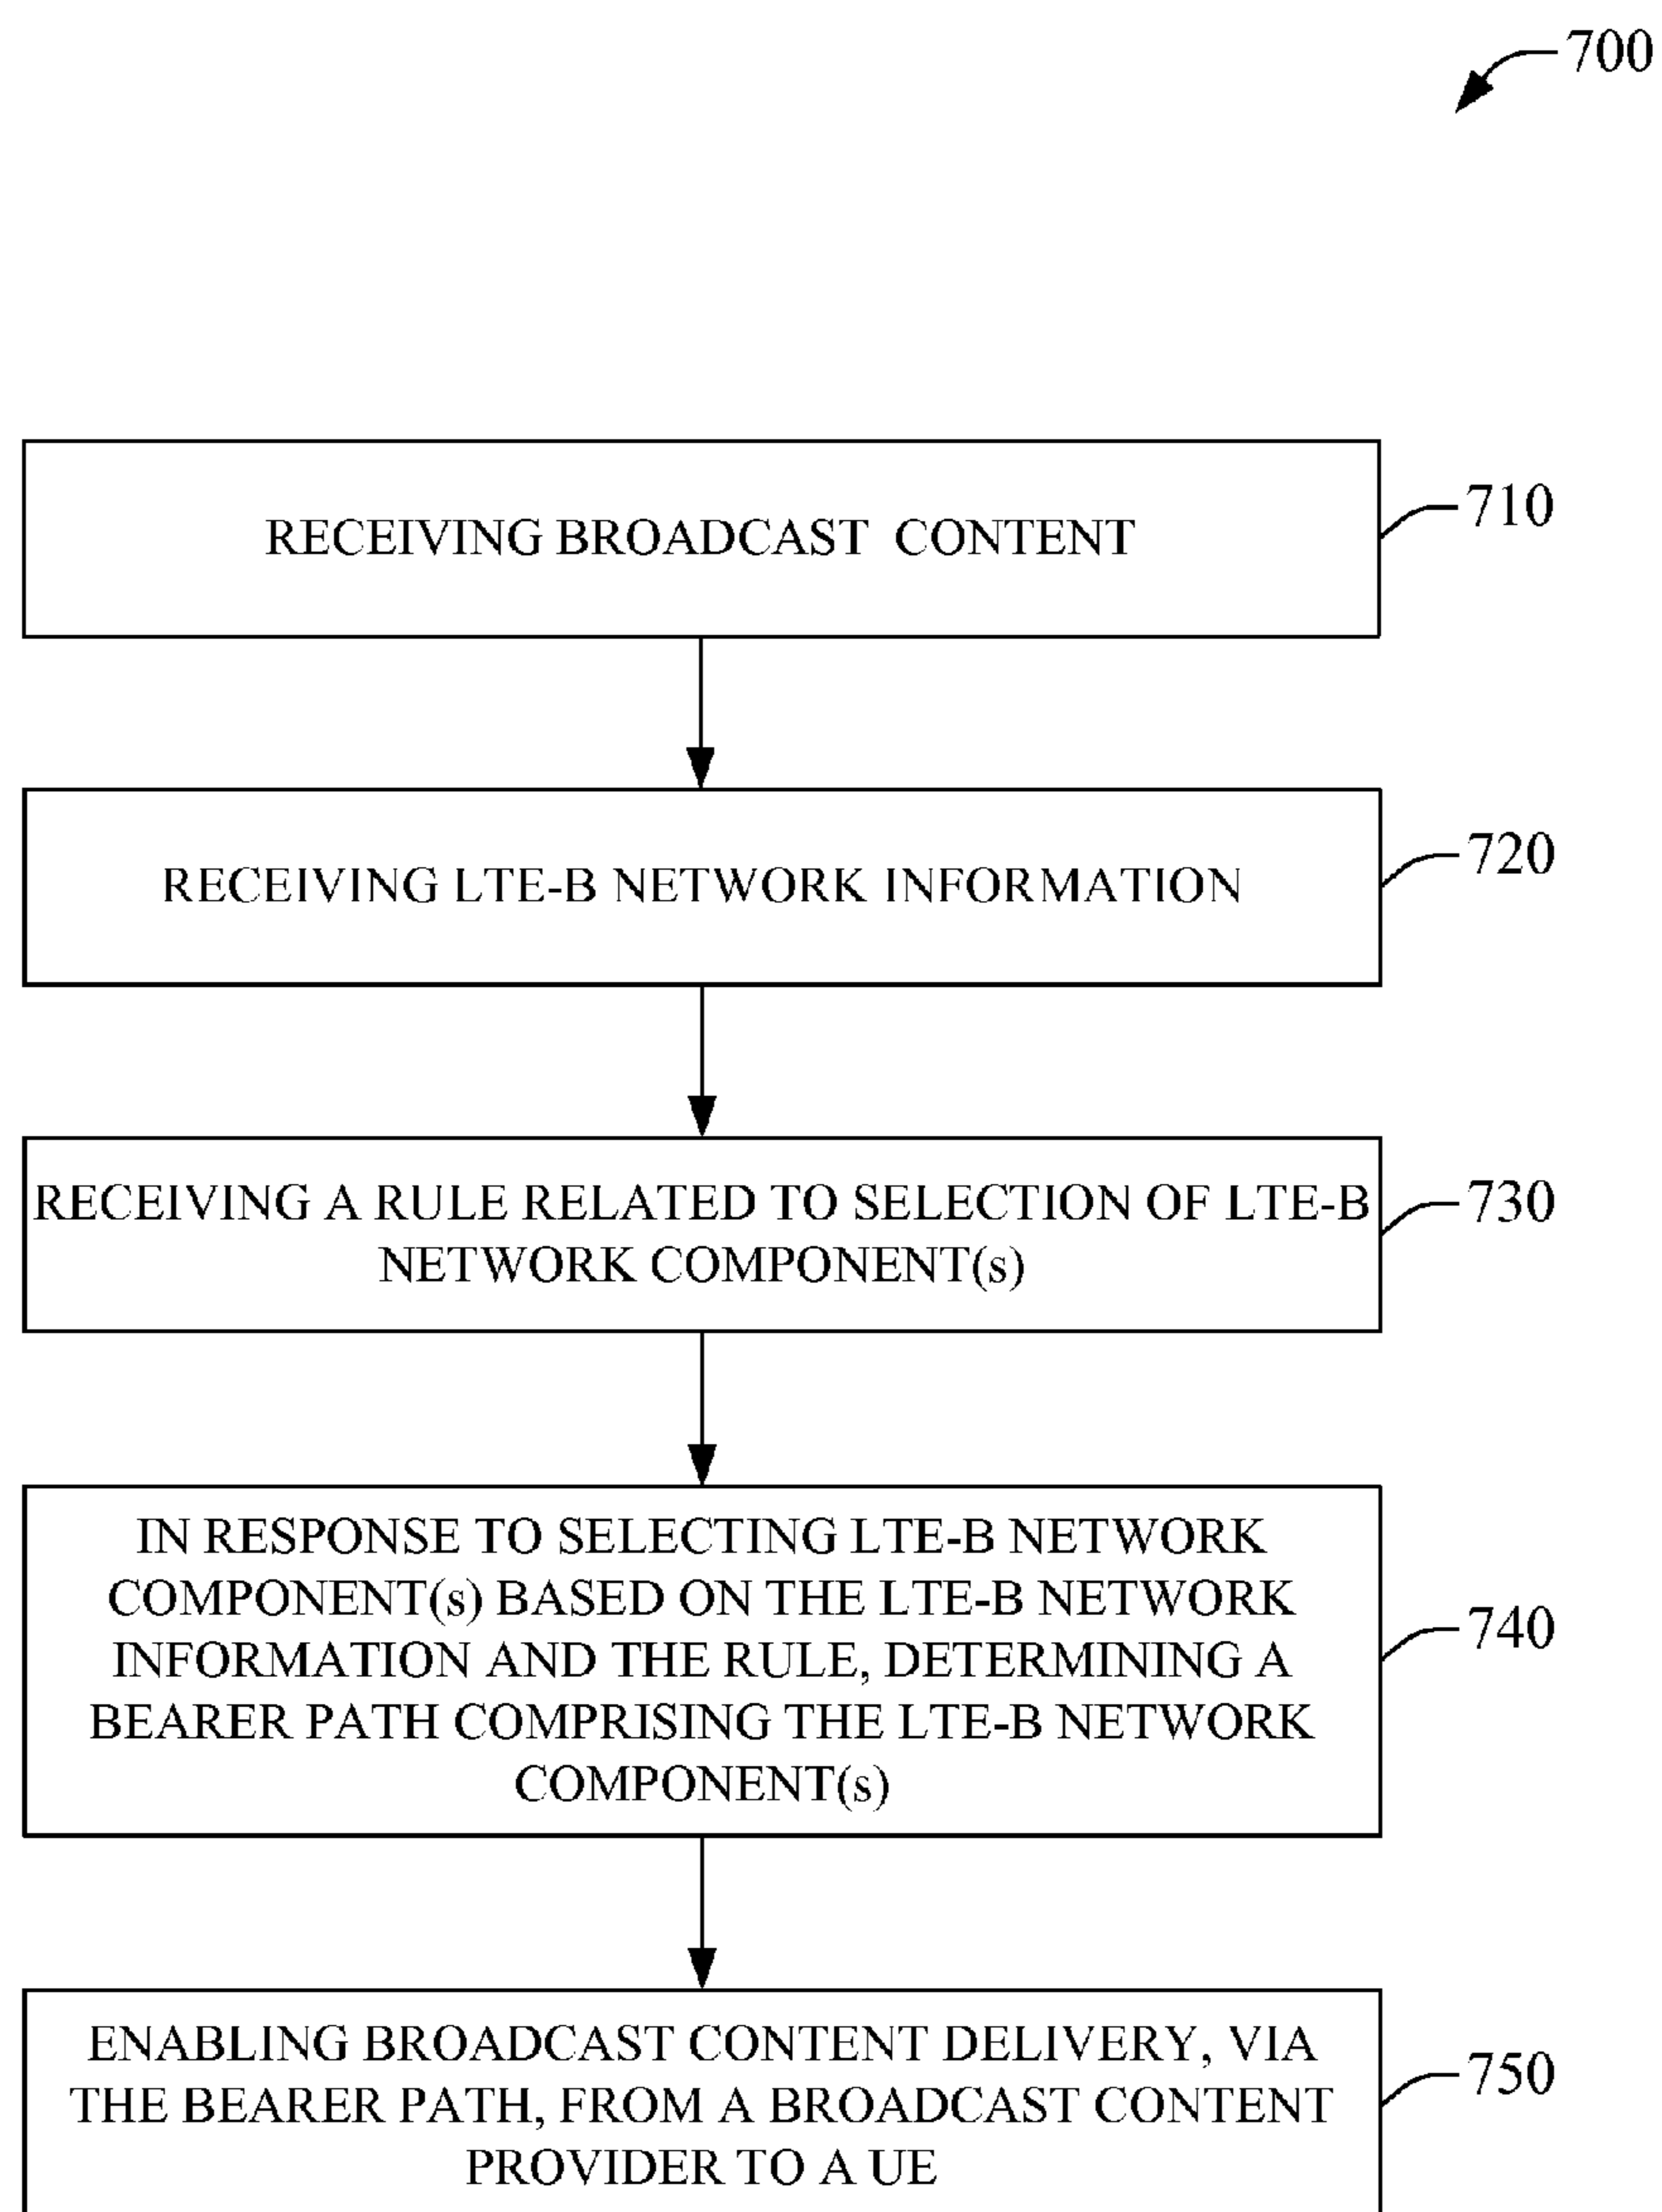 700
RECEIVING BROADCAST CONTENT
710
RECEIVING LTE-B NETWORK INFORMATION
720
RECEIVING A RULE RELATED TO SELECTION OF LTE-B
NETWORK COMPONENT(s)
730
IN RESPONSE TO SELECTING LTE-B NETWORK
COMPONENT(s) BASED ON THE LTE-B NETWORK
INFORMATION AND THE RULE, DETERMINING A
BEARER PATH COMPRISING THE LTE-B NETWORK
COMPONENT(s)
740
ENABLING BROADCAST CONTENT DELIVERY, VIA
THE BEARER PATH, FROM A BROADCAST CONTENT
PROVIDER TO A UE
750